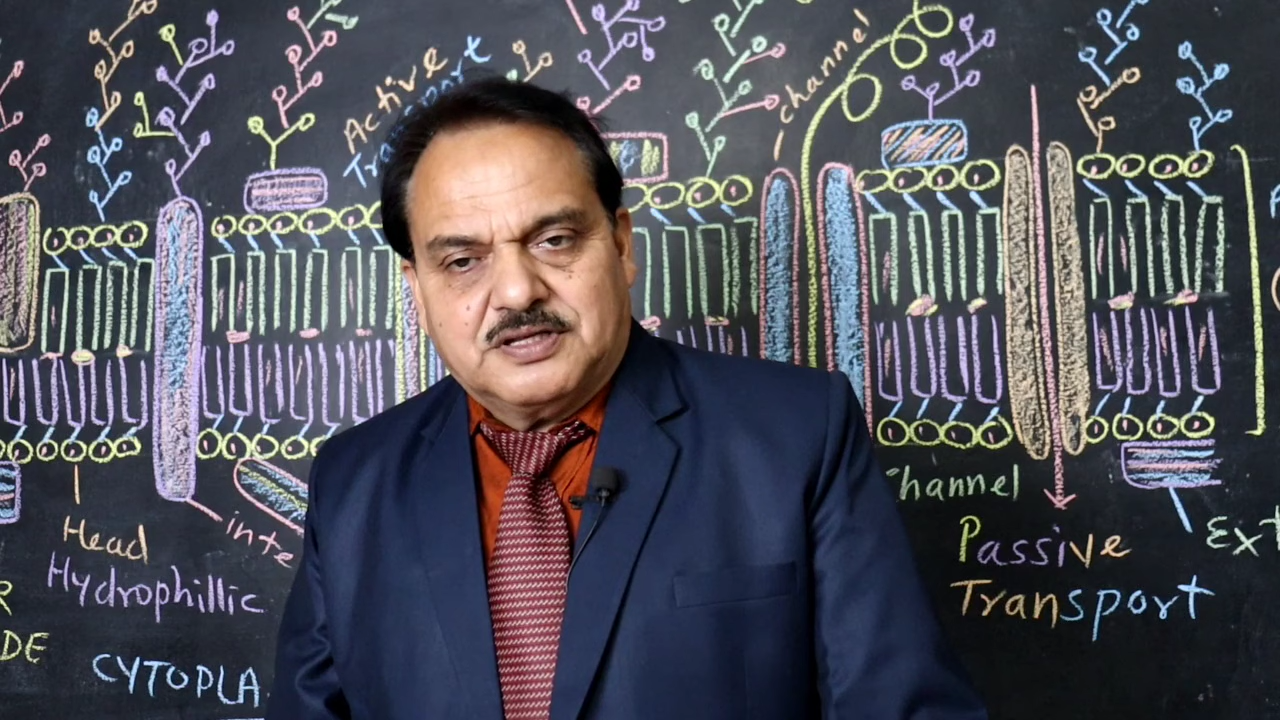 Active
Transport
channel
channel
Passive
Transport
Head
Hydrophillic
inte
Ext
R
DE
CYTOPLA